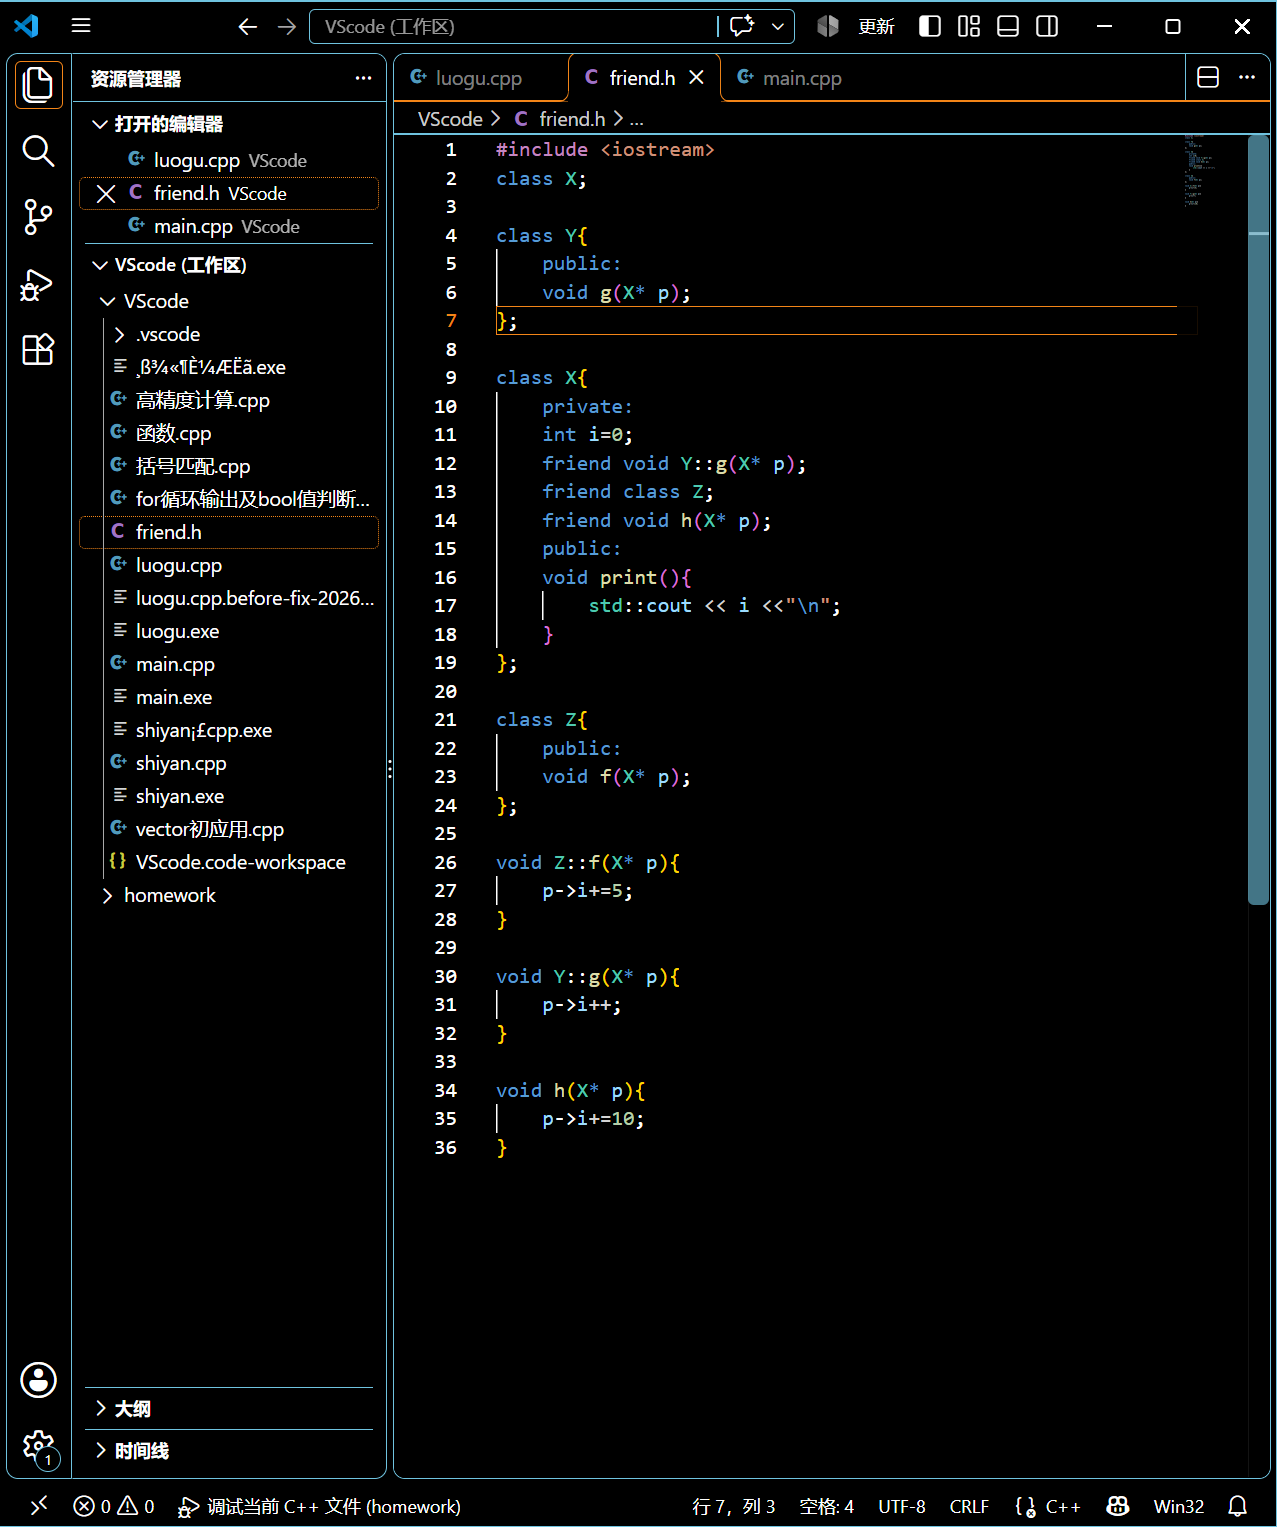 VScode (工作区)
更新
资源管理器
打开的编辑器
luogu.cpp VScode
friend.h VScode
main.cpp VScode
VScode (工作区)
VScode
.vscode
¸ß¾«¶È¼ÆËã.exe
高精度计算.cpp
函数.cpp
括号匹配.cpp
for循环输出及bool值判断...
friend.h
luogu.cpp
luogu.cpp.before-fix-2026...
luogu.exe
main.cpp
main.exe
shiyan¡£cpp.exe
shiyan.cpp
shiyan.exe
vector初应用.cpp
VScode.code-workspace
homework
大纲
时间线
1
luogu.cpp
friend.h
main.cpp
VScode > friend.h > ...
1 #include <iostream>
2 class X;
3
4 class Y{
5 public:
6 void g(X* p);
7 };
8
9 class X{
10 private:
11 int i=0;
12 friend void Y::g(X* p);
13 friend class Z;
14 friend void h(X* p);
15 public:
16 void print(){
17 std::cout << i <<"\n";
18 }
19 };
20
21 class Z{
22 public:
23 void f(X* p);
24 };
25
26 void Z::f(X* p){
27 p->i+=5;
28 }
29
30 void Y::g(X* p){
31 p->i++;
32 }
33
34 void h(X* p){
35 p->i+=10;
36 }
0 0 调试当前 C++ 文件 (homework) 行 7，列 3 空格: 4 UTF-8 CRLF C++ Win32